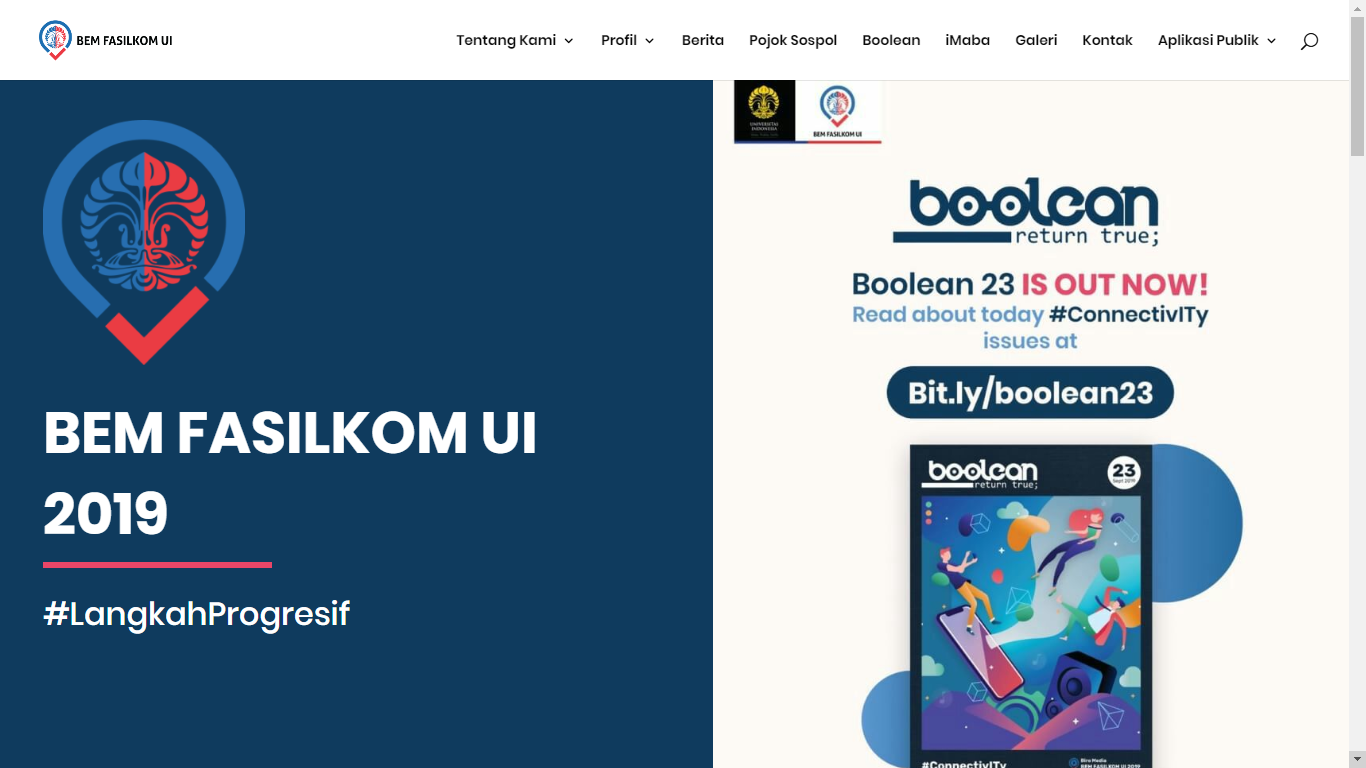 BEM FASILKOM UI
Tentang Kami
Profil
Berita
Pojok Sospol
Boolean
iMaba
Galeri
Kontak
Aplikasi Publik
BEM FASILKOM UI
2019
#LangkahProgresif
UNIVERSITAS
INDONESIA
BEM FASILKOM UI
boolean
return true;
Boolean 23 IS OUT NOW!
Read about today #ConnectivITy
issues at
Bit.ly/boolean23
boolean
return true;
23
Sept 2019
#ConnectivITy
Biro Media
BEM FASILKOM UI 2019